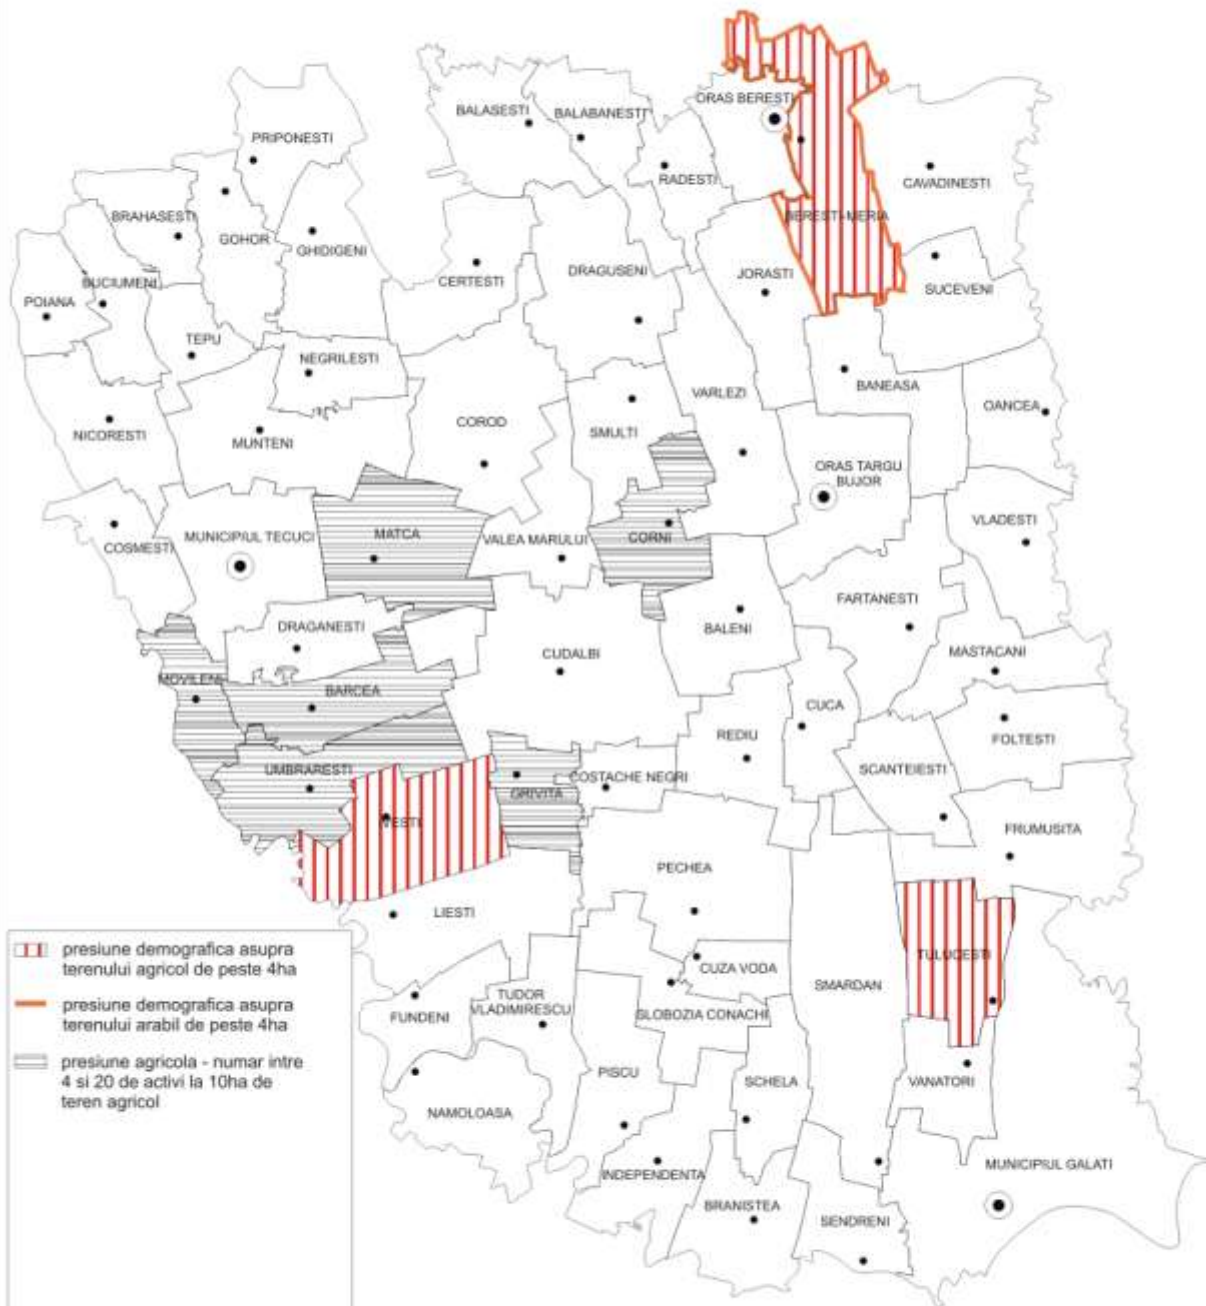 ORAS BERESTI
BALASESTI
BALABANESTI
PRIPONESTI
RADESTI
CAVADINESTI
BRAHASESTI
GOHOR
GHIDIGENI
BERESTI-MERIA
BUCIUMENI
CERTESTI
DRAGUSENI
JORASTI
SUCEVENI
POIANA
TEPU
NEGRILESTI
VARLEZI
BANEASA
OANCEA
NICORESTI
MUNTENI
COROD
SMULTI
ORAS TARGU
BUJOR
VLADESTI
COSMESTI
MUNICIPIUL TECUCI
MATCA
VALEA MARULUI
CORNI
FARTANESTI
DRAGANESTI
BALENI
CUDALBI
MASTACANI
MOVILENI
BARCEA
CUCA
REDIU
FOLTESTI
UMBRARESTI
COSTACHE NEGRI
SCANTEIESTI
GRIVITA
VESTI
FRUMUSITA
PECHEA
LIESTI
presiune demografica asupra
terenului agricol de peste 4ha
TULUCESTI
CUZA VODA
SMARDAN
TUDOR
VLADIMIRESCU
FUNDENI
SLOBOZIA CONACHI
presiune demografica asupra
terenului arabil de peste 4ha
presiune agricola - numar intre
4 si 20 de activi la 10ha de
teren agricol
PISCU
SCHELA
VANATORI
NAMOLOASA
INDEPENDENTA
MUNICIPIUL GALATI
BRANISTEA
SENDRENI